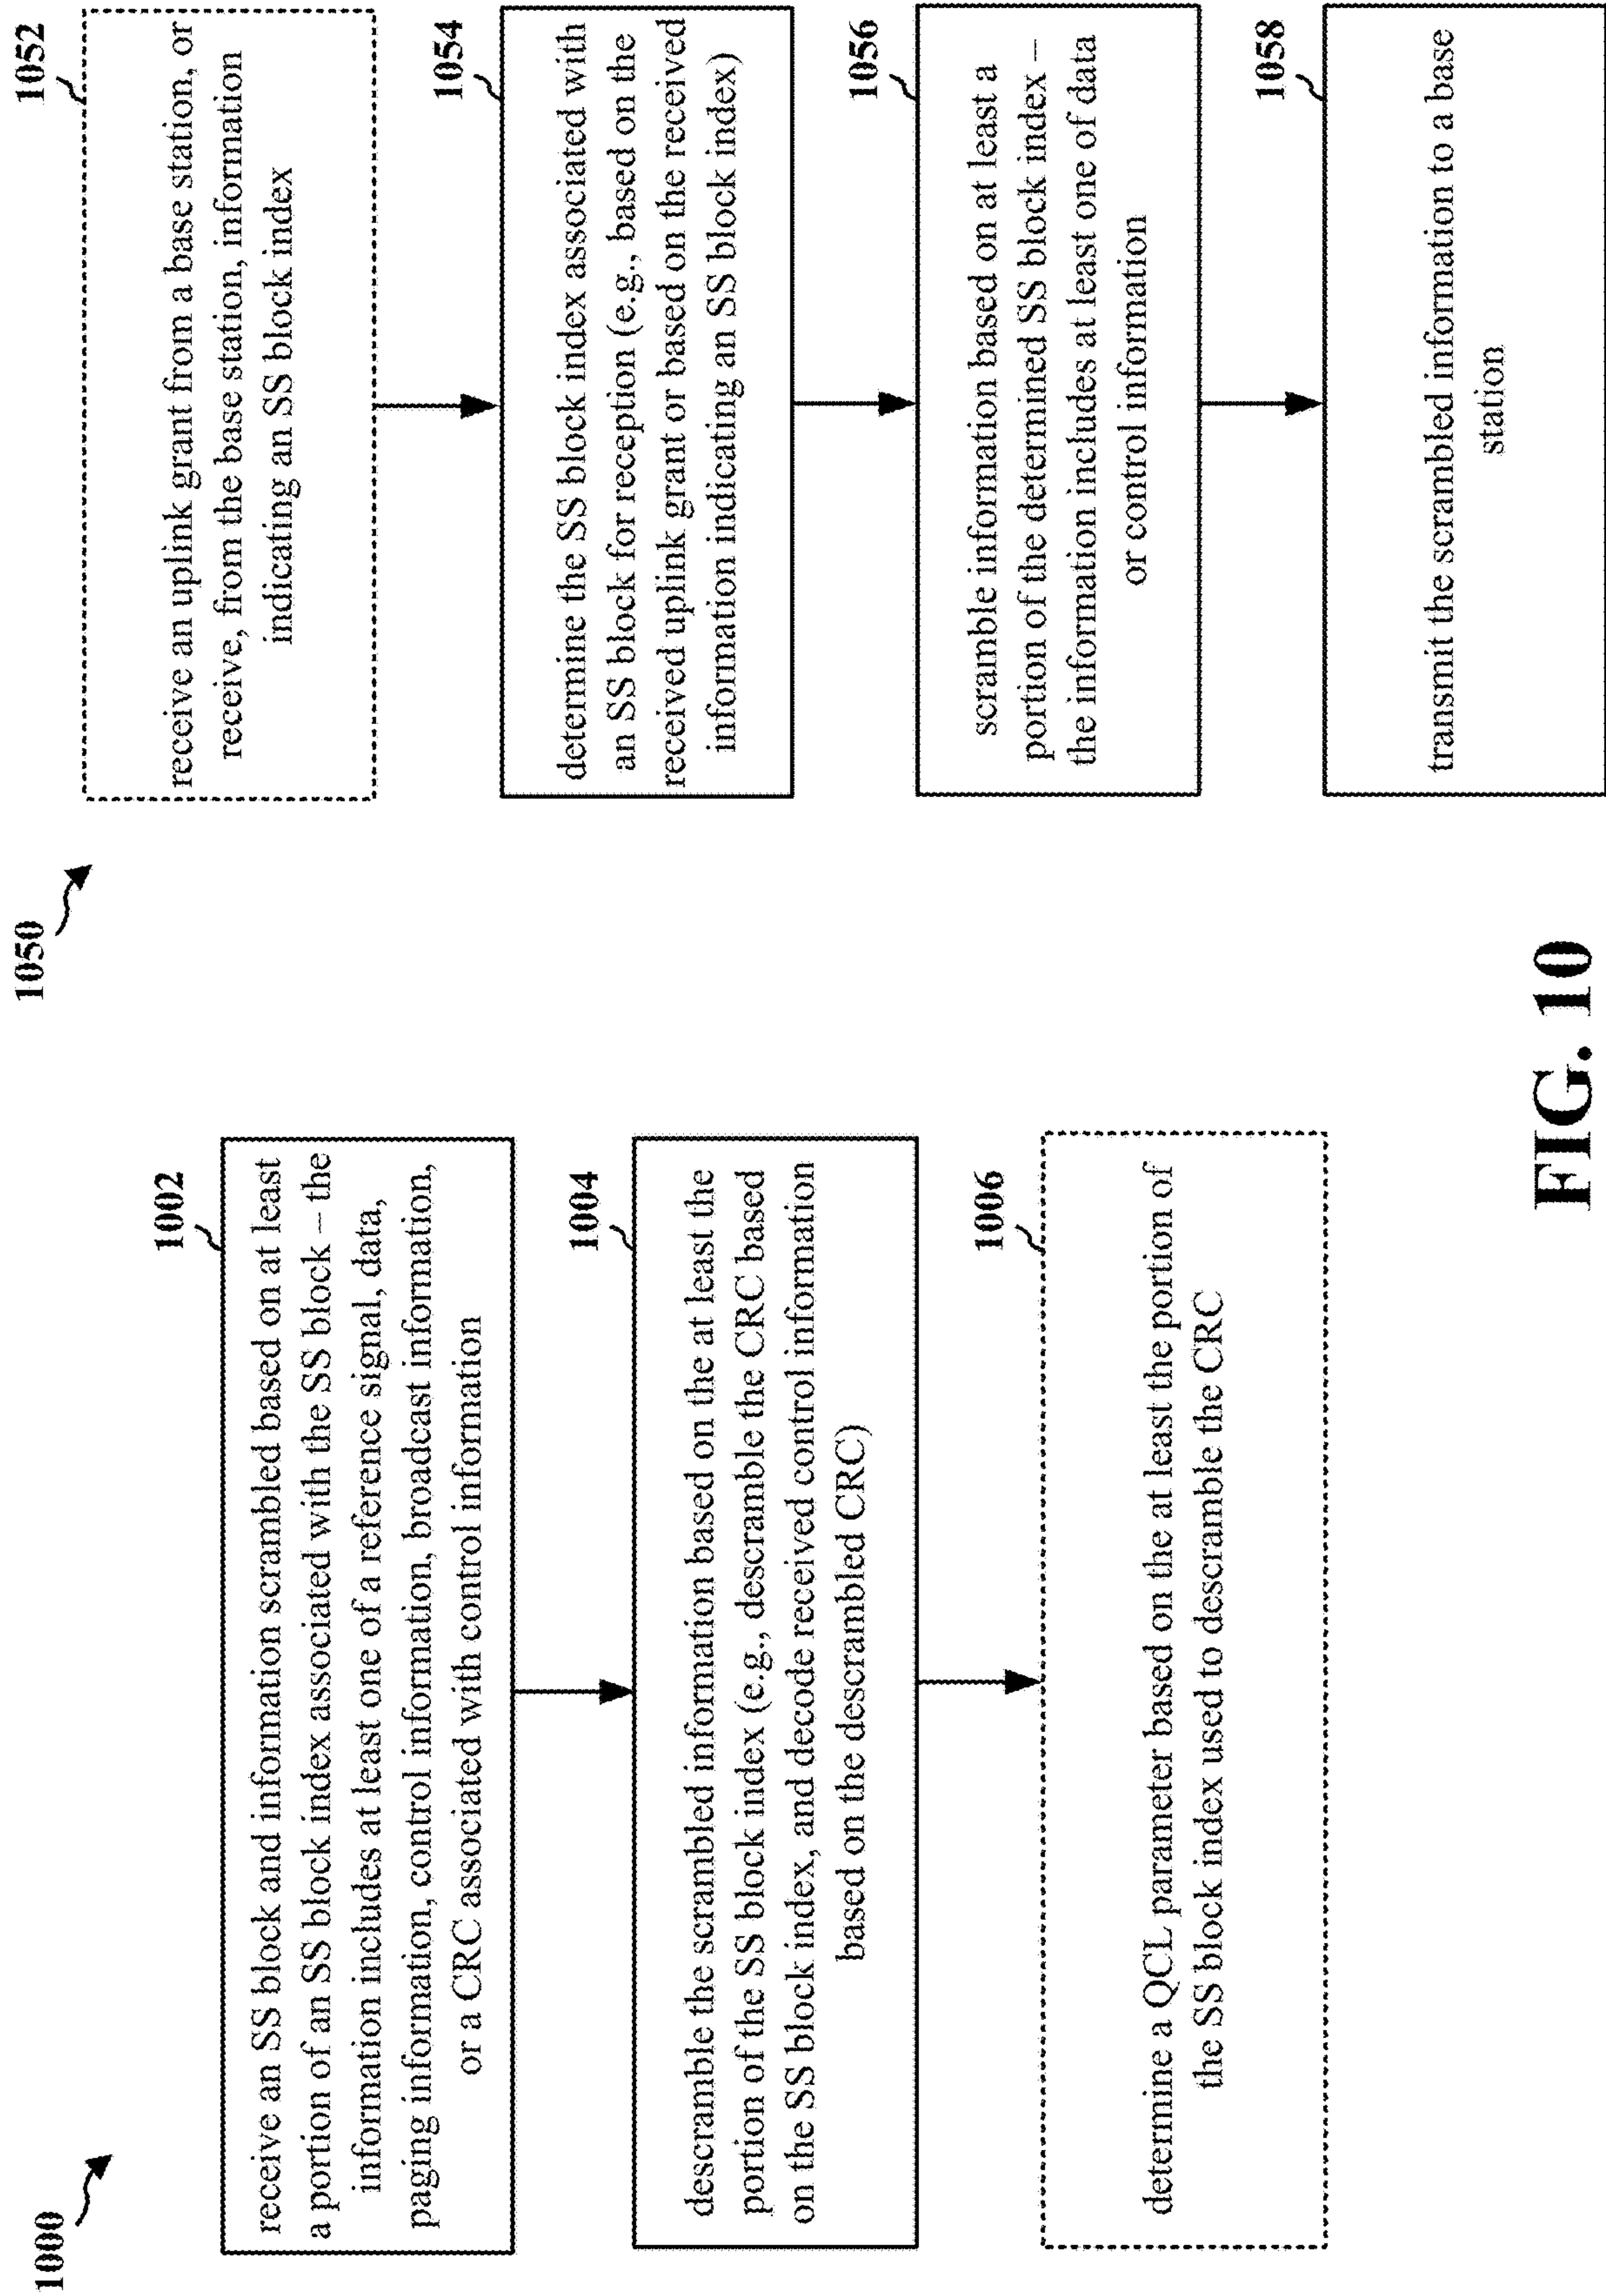 1000
1002
receive an SS block and information scrambled based on at least
a portion of an SS block index associated with the SS block – the
information includes at least one of a reference signal, data,
paging information, control information, broadcast information,
or a CRC associated with control information
1004
descramble the scrambled information based on the at least the
portion of the SS block index (e.g., descramble the CRC based
on the SS block index, and decode received control information
based on the descrambled CRC)
1006
determine a QCL parameter based on the at least the portion of
the SS block index used to descramble the CRC
1050
1052
receive an uplink grant from a base station, or
receive, from the base station, information
indicating an SS block index
1054
determine the SS block index associated with
an SS block for reception (e.g., based on the
received uplink grant or based on the received
information indicating an SS block index)
1056
scramble information based on at least a
portion of the determined SS block index –
the information includes at least one of data
or control information
1058
transmit the scrambled information to a base
station
FIG. 10